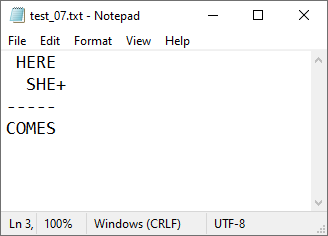 test_07.txt - Notepad
File Edit Format View Help
HERE
SHE+
-----
COMES
Ln 3, 100% Windows (CRLF) UTF-8